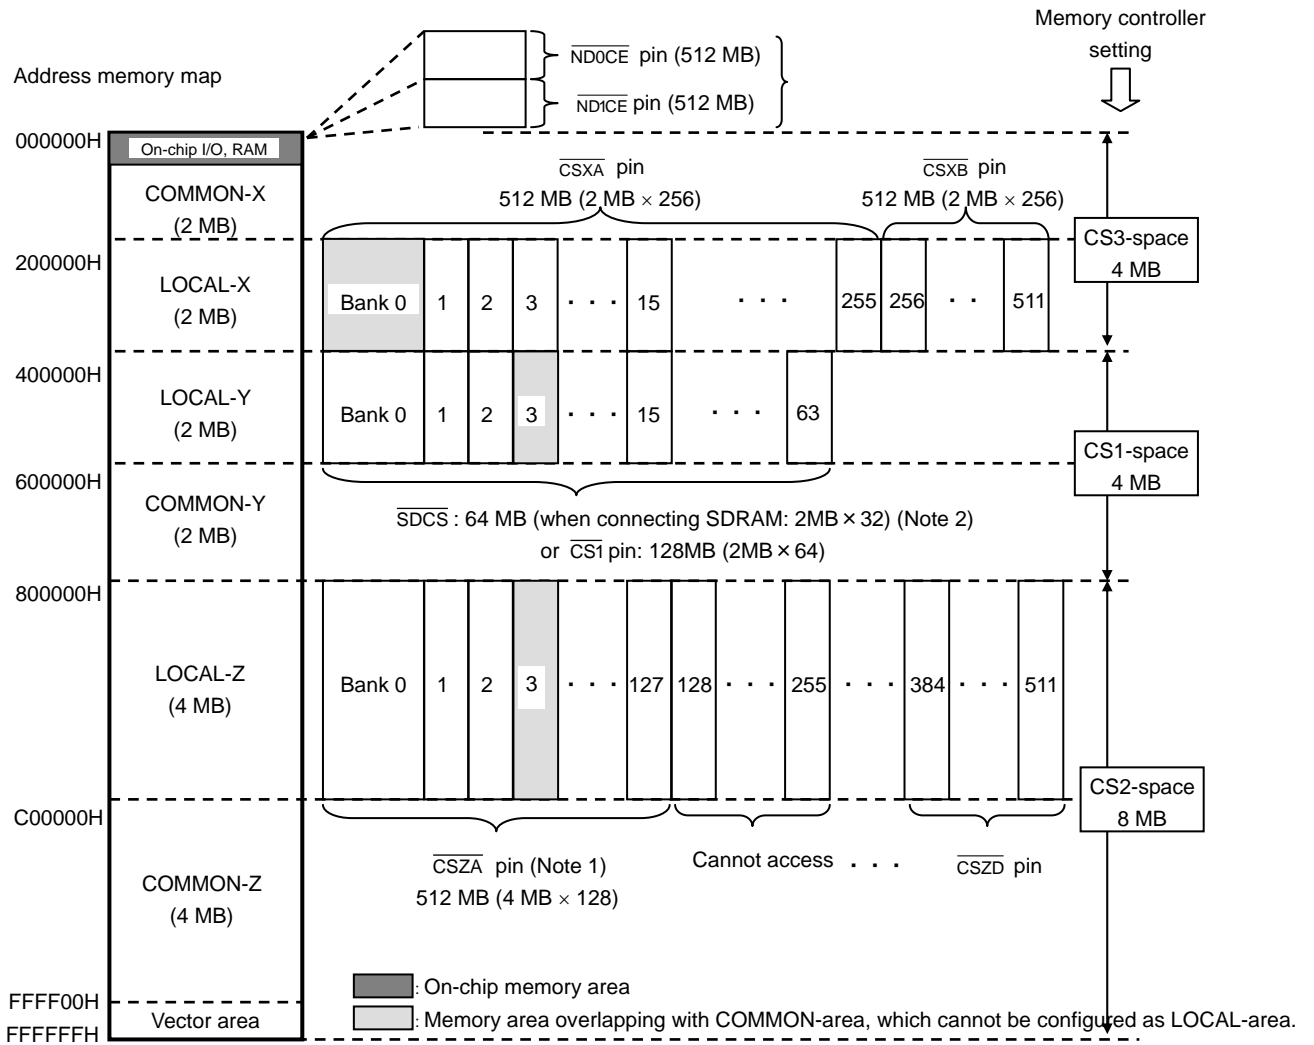 Memory controller
setting
Address memory map
ND0CE pin (512 MB)
ND1CE pin (512 MB)
000000H
On-chip I/O, RAM
CSXA pin
512 MB (2 MB × 256)
CSXB pin
512 MB (2 MB × 256)
COMMON-X
(2 MB)
CS3-space
4 MB
200000H
LOCAL-X
(2 MB)
Bank 0 1 2 3 · · · 15 · · · 255 256 · · 511
400000H
LOCAL-Y
(2 MB)
Bank 0 1 2 3 · · · 15 · · · 63
CS1-space
4 MB
600000H
COMMON-Y
(2 MB)
SDCS : 64 MB (when connecting SDRAM: 2MB × 32) (Note 2)
or CS1 pin: 128MB (2MB × 64)
800000H
LOCAL-Z
(4 MB)
Bank 0 1 2 3 · · · 127 128 · · · 255 · · · 384 · · · 511
CS2-space
8 MB
C00000H
CSZA pin (Note 1)
512 MB (4 MB × 128)
Cannot access · · · CSZD pin
COMMON-Z
(4 MB)
: On-chip memory area
FFFF00H
Vector area
: Memory area overlapping with COMMON-area, which cannot be configured as LOCAL-area.
FFFFFFH